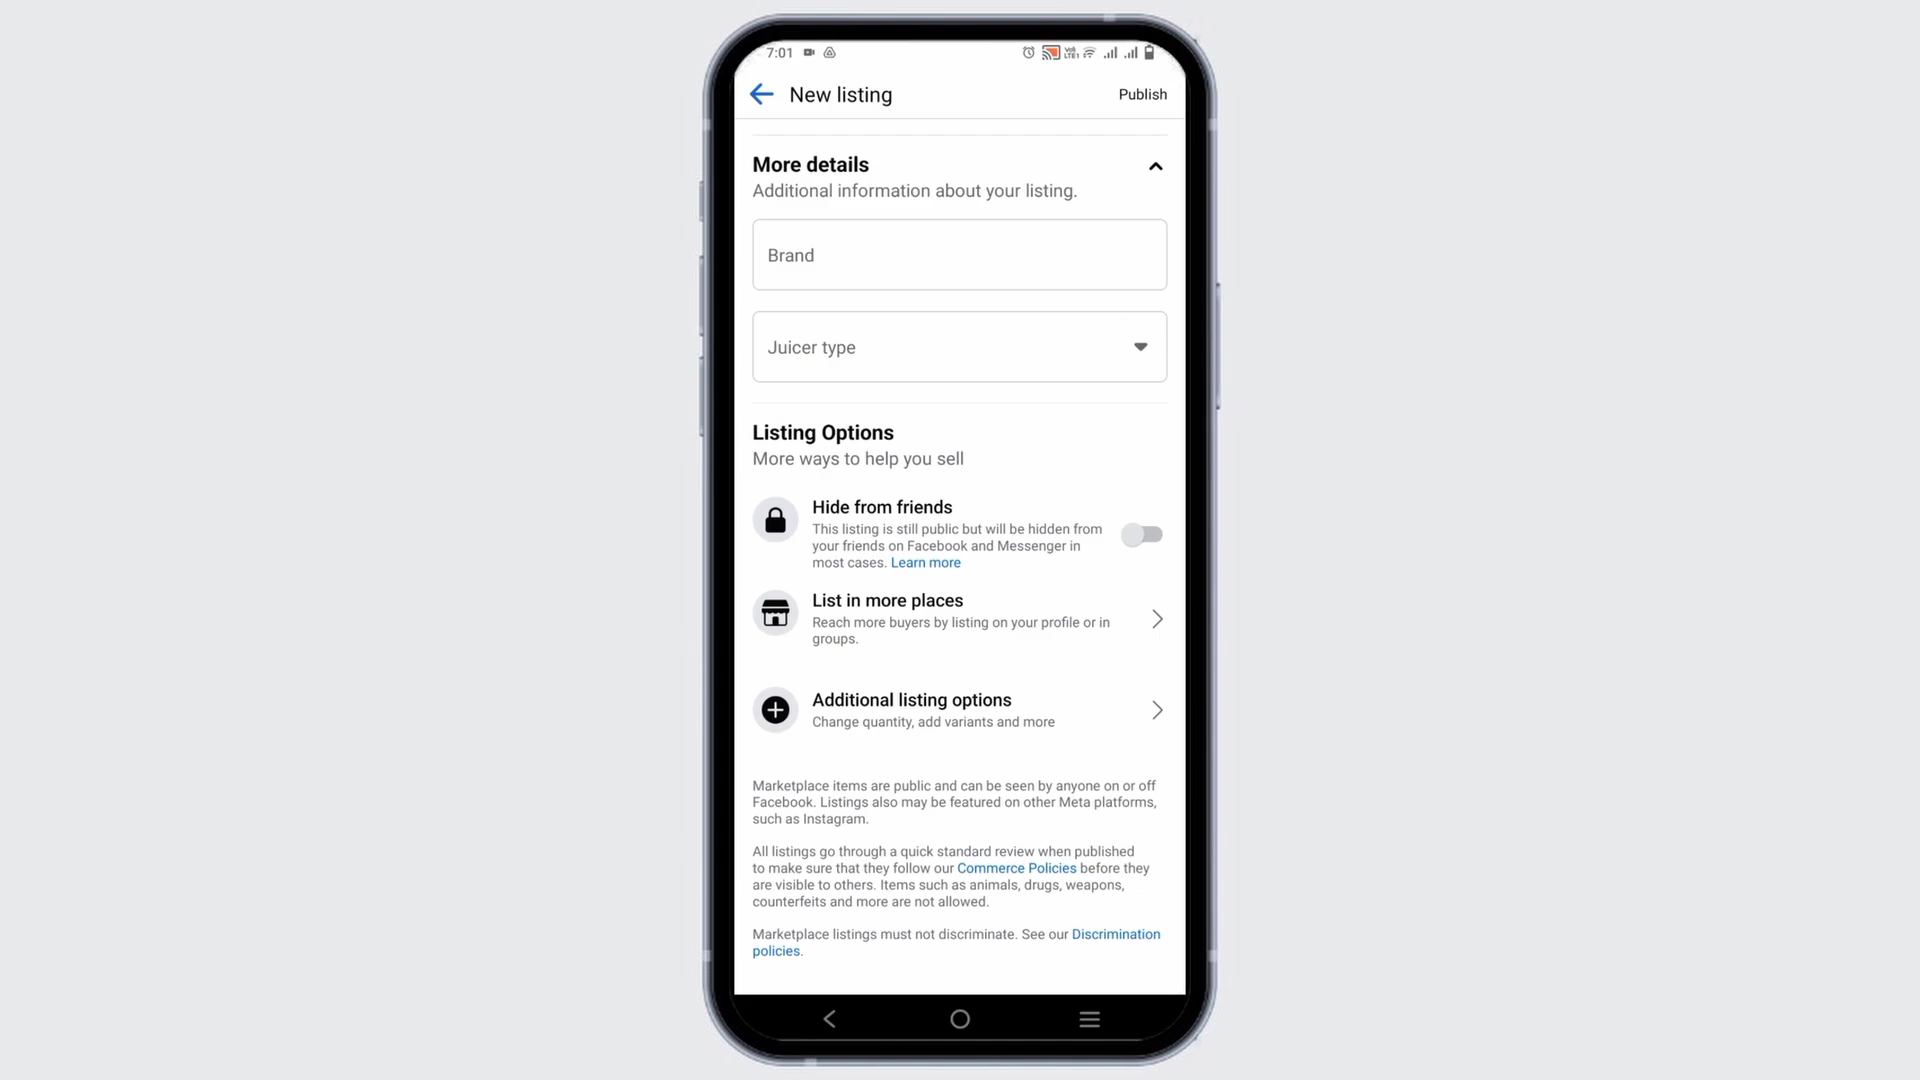 7:01
New listing
Publish
More details
Additional information about your listing.
Brand
Juicer type
Listing Options
More ways to help you sell
Hide from friends
This listing is still public but will be hidden from
your friends on Facebook and Messenger in
most cases. Learn more
List in more places
Reach more buyers by listing on your profile or in
groups.
Additional listing options
Change quantity, add variants and more
Marketplace items are public and can be seen by anyone on or off
Facebook. Listings also may be featured on other Meta platforms,
such as Instagram.
All listings go through a quick standard review when published
to make sure that they follow our Commerce Policies before they
are visible to others. Items such as animals, drugs, weapons,
counterfeits and more are not allowed.
Marketplace listings must not discriminate. See our Discrimination
policies.